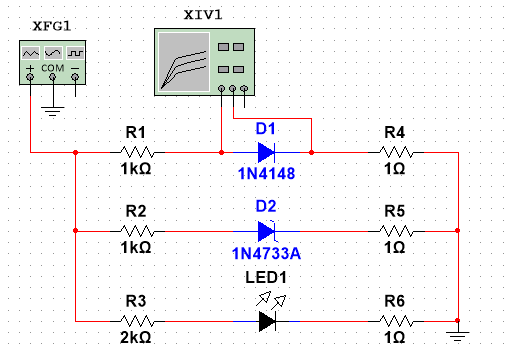 XIV1
XFG1
+ COM −
R1 D1 R4
1kΩ 1N4148 1Ω
R2 D2 R5
1kΩ 1N4733A 1Ω
LED1
R3 R6
2kΩ 1Ω